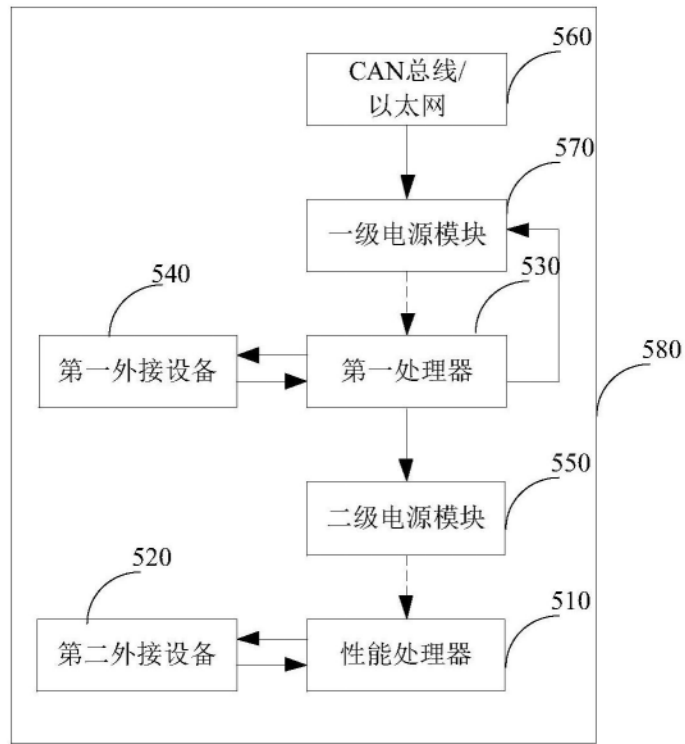 560
CAN总线/
以太网
570
一级电源模块
530
540
第一外接设备
第一处理器
580
550
二级电源模块
520
510
第二外接设备
性能处理器